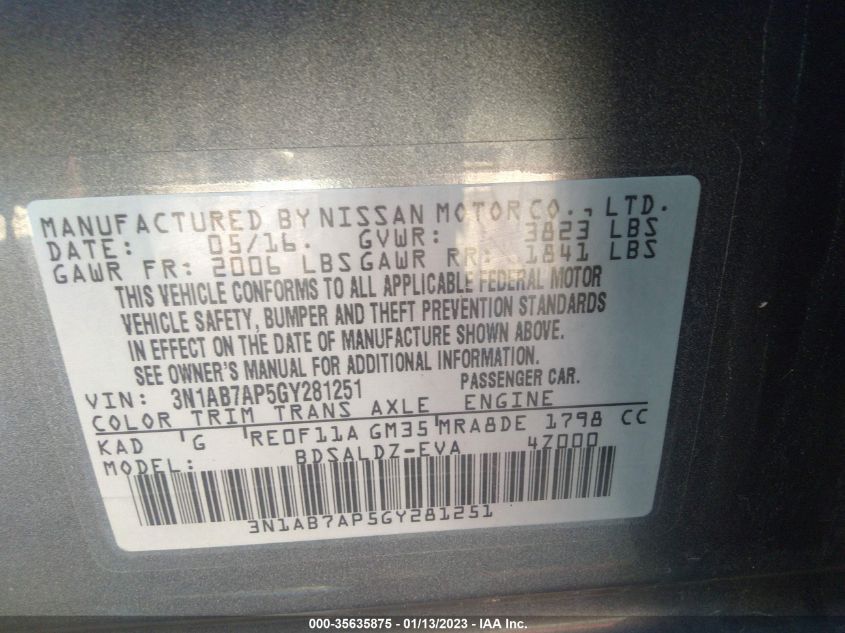 MANUFACTURED BY NISSAN MOTOR CO., LTD.
DATE: 05/16. GVWR: 3823 LBS
GAWR FR: 2006 LBS GAWR RR: 1841 LBS
THIS VEHICLE CONFORMS TO ALL APPLICABLE FEDERAL MOTOR
VEHICLE SAFETY, BUMPER AND THEFT PREVENTION STANDARDS
IN EFFECT ON THE DATE OF MANUFACTURE SHOWN ABOVE.
SEE OWNER'S MANUAL FOR ADDITIONAL INFORMATION.
VIN: 3N1AB7AP5GY281251 PASSENGER CAR.
COLOR TRIM TRANS AXLE ENGINE
KAD G RE0F11A GM35 MRA8DE 1798 CC
MODEL: BDSALDZ-EVA 4Z000
3N1AB7AP5GY281251
000-35635875 - 01/13/2023 - IAA Inc.